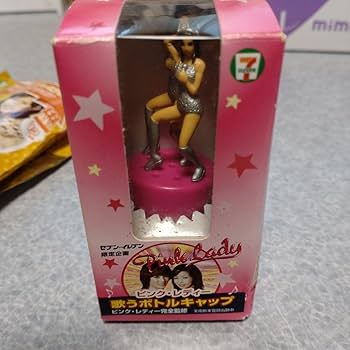 mim
7
ELEVEN
セブン-イレブン
限定企画
Pink Lady
ピンク・レディー
歌うボトルキャップ
ピンク・レディー完全監修